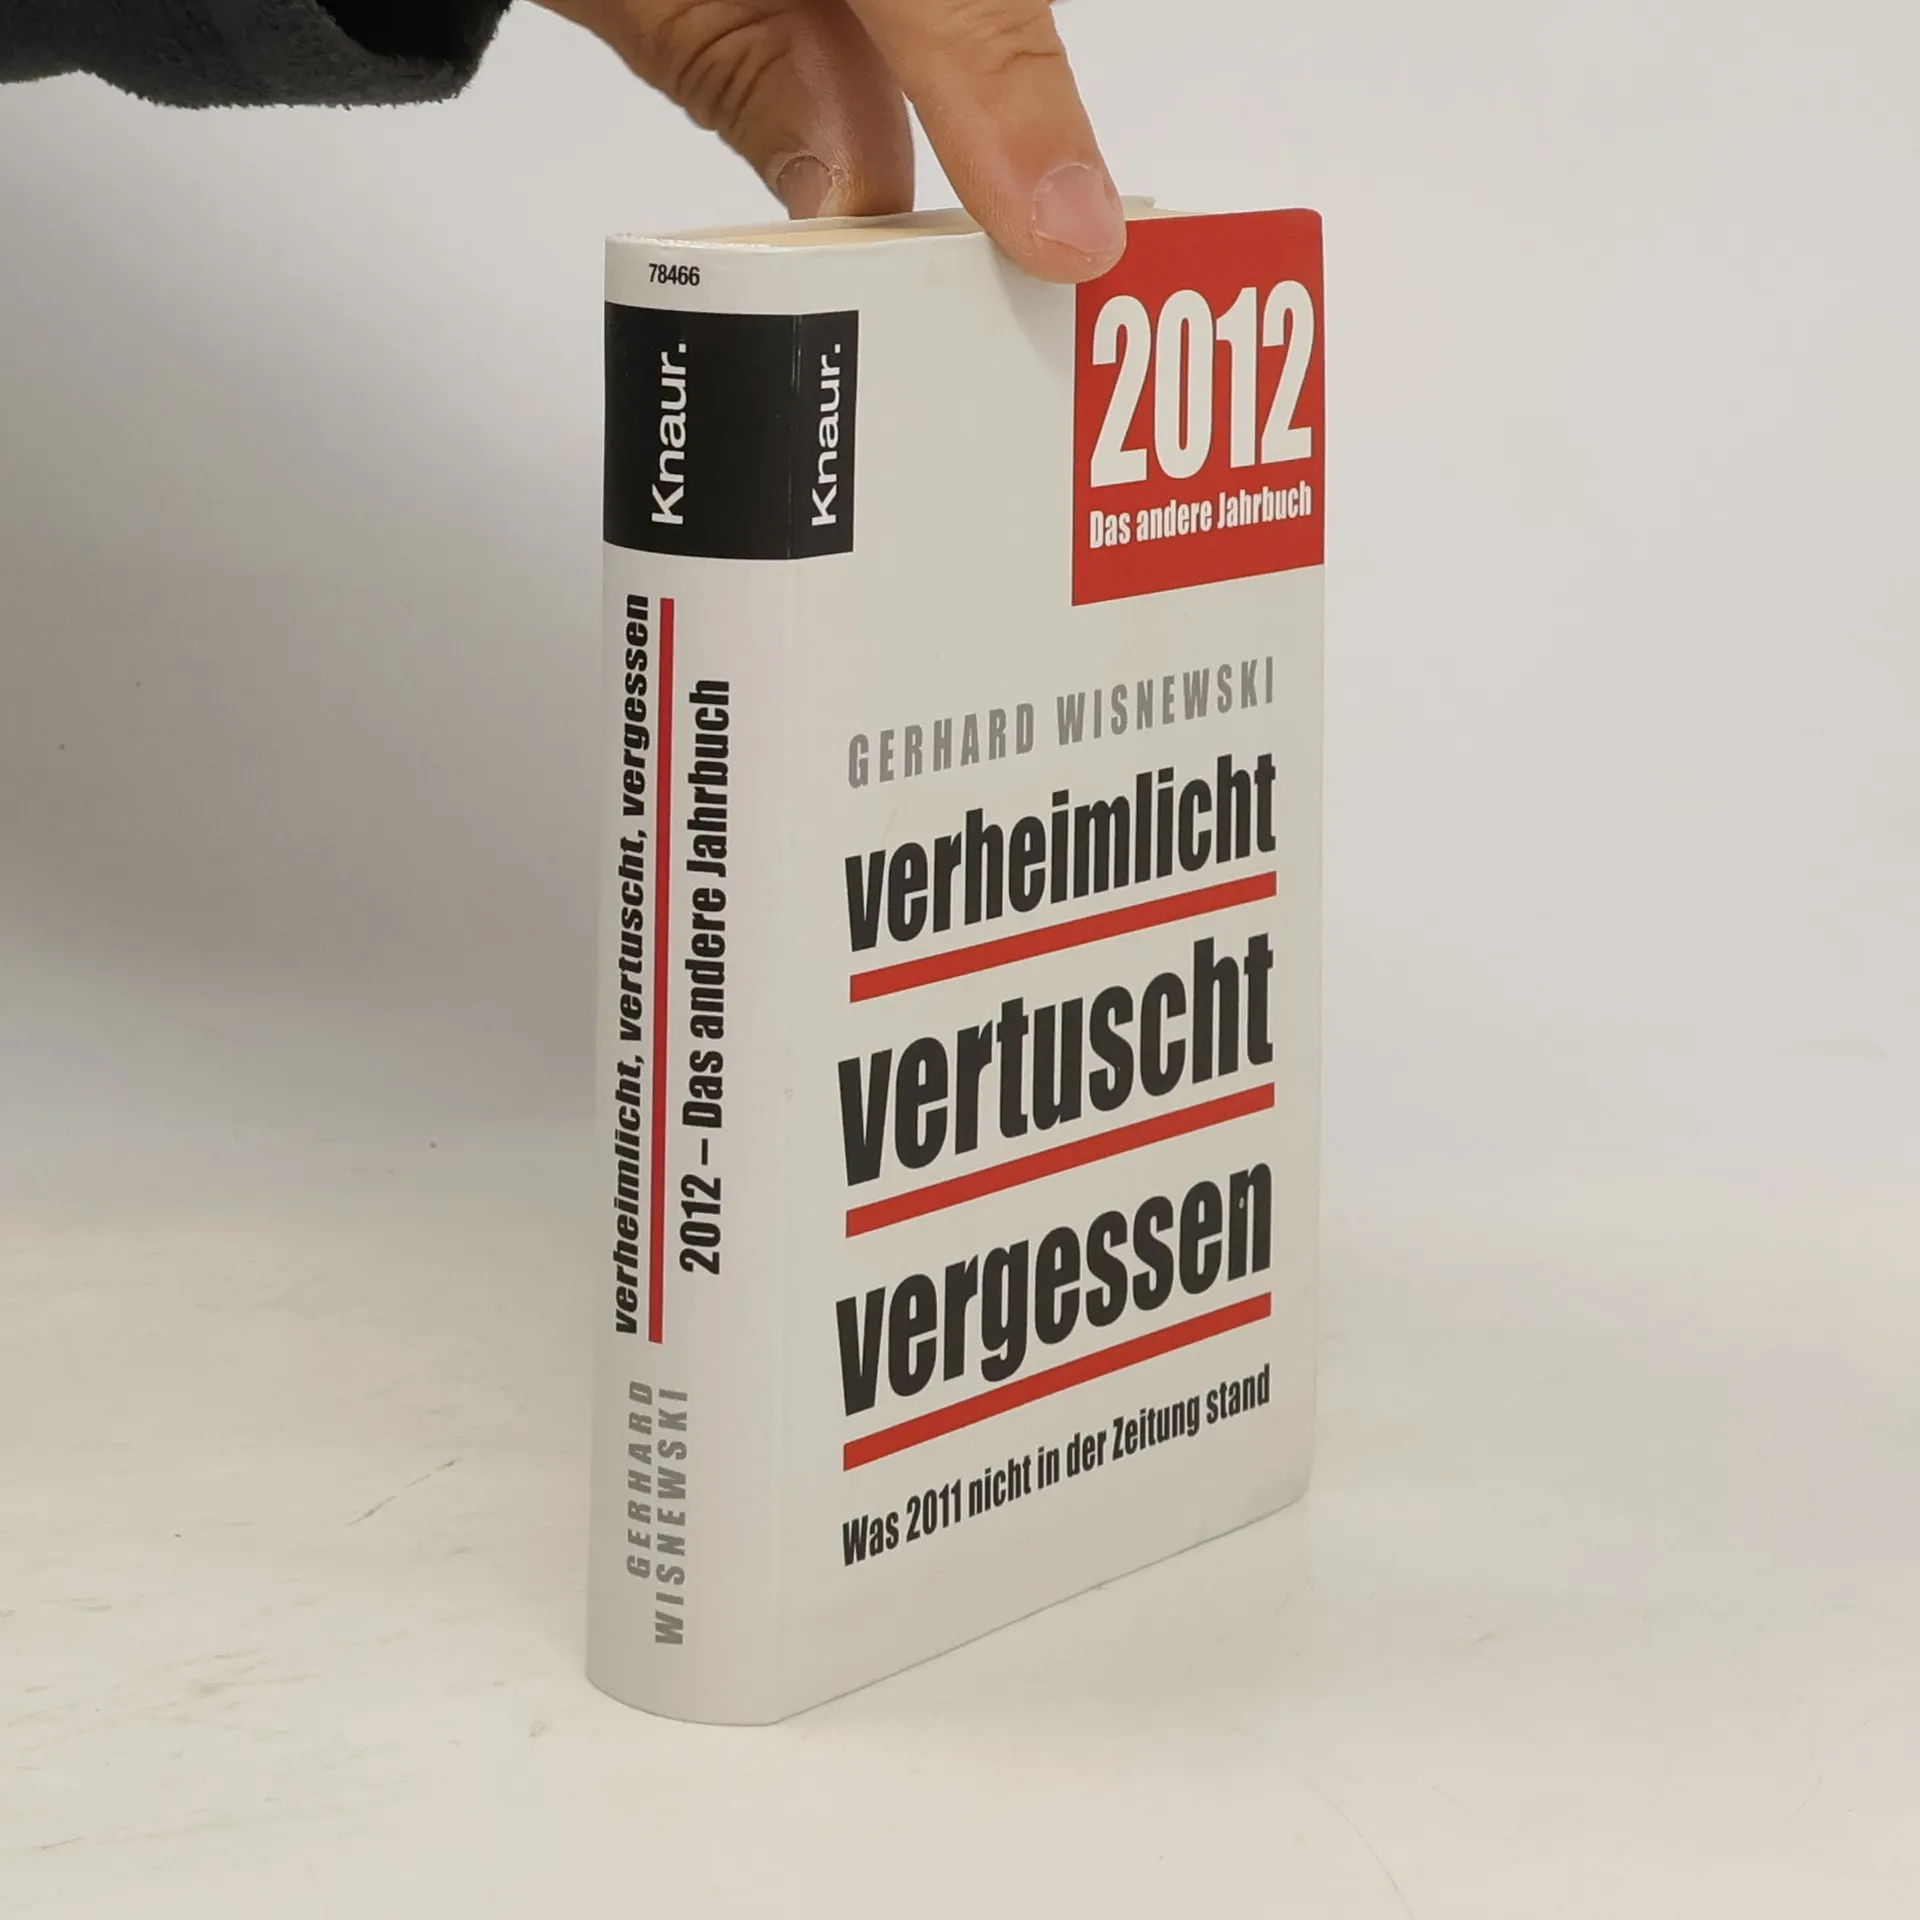 78466
Knaur.
verheimlicht, vertuscht, vergessen
2012 – Das andere Jahrbuch
GERHARD
WISNEWSKI
Knaur.
2012
Das andere Jahrbuch
GERHARD WISNEWSKI
verheimlicht
vertuscht
vergessen
Was 2011 nicht in der Zeitung stand